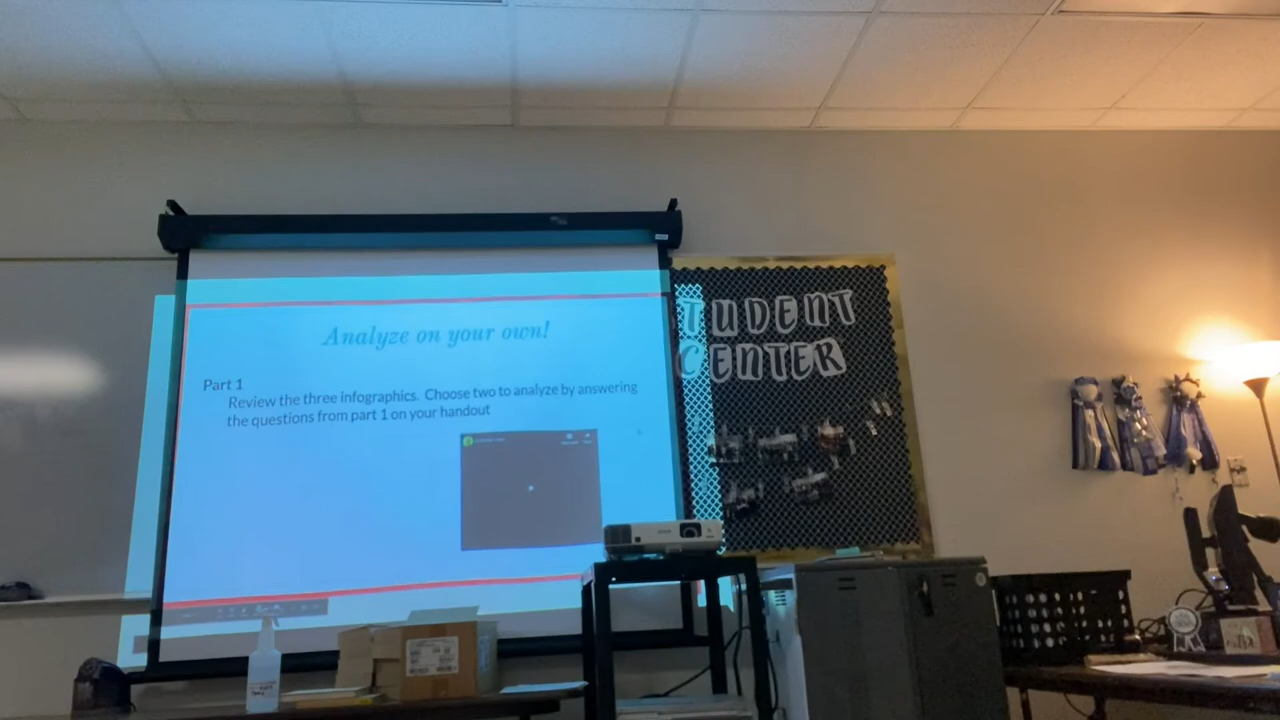 Analyze on your own!
Part 1
Review the three infographics. Choose two to analyze by answering
the questions from part 1 on your handout
TUDENT
CENTER
EPSON